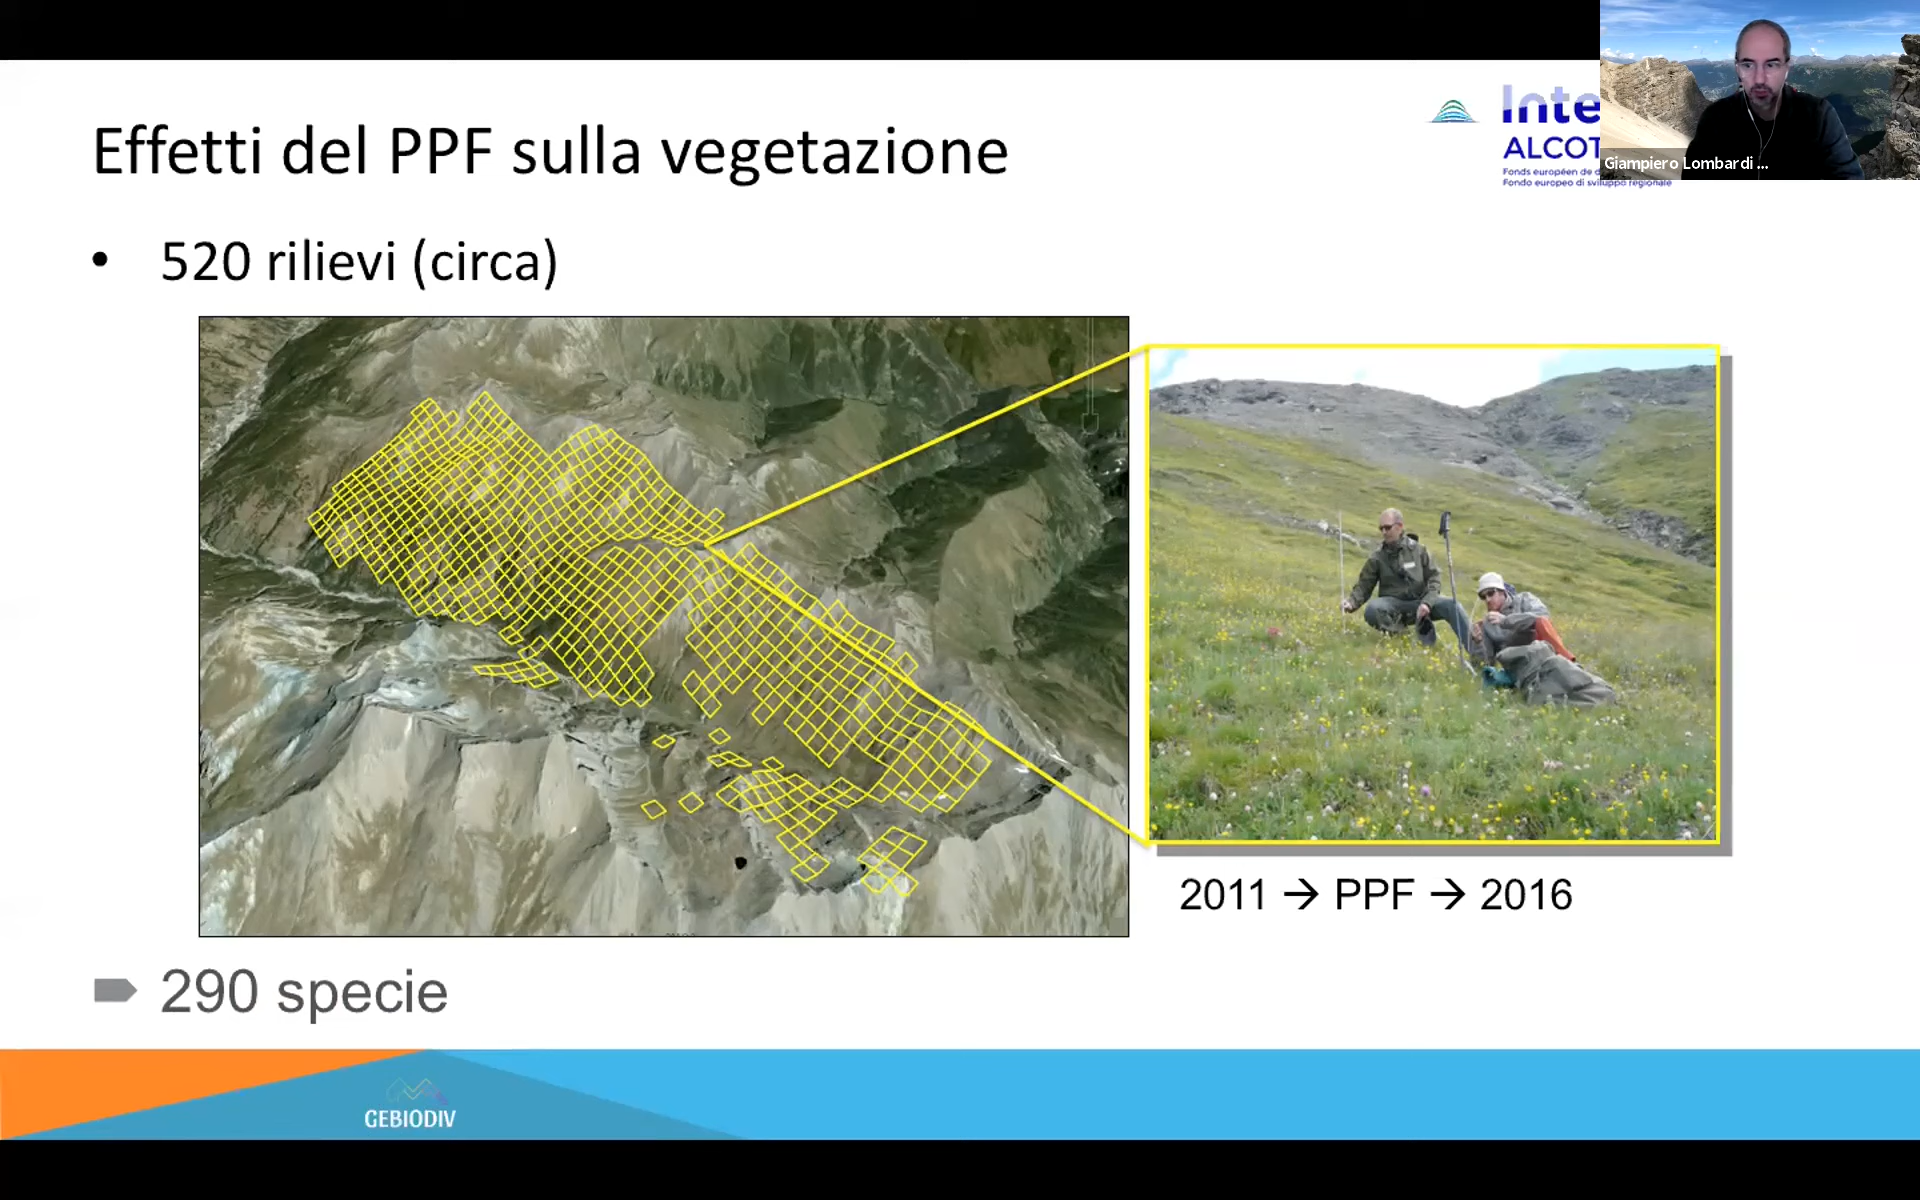 Effetti del PPF sulla vegetazione
Inte
ALCOT
Fonds européen de d
Fondo europeo di sviluppo regionale
Giampiero Lombardi ...
• 520 rilievi (circa)
2011 → PPF → 2016
290 specie
GEBIODIV